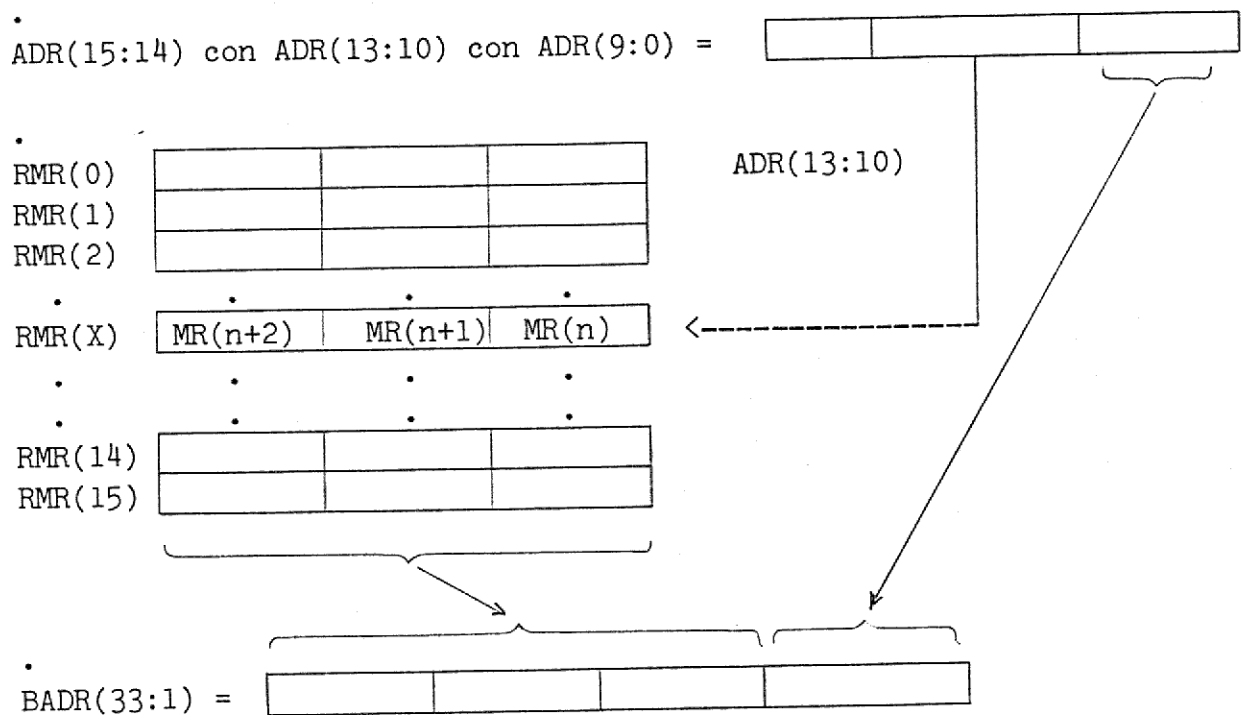 ADR(15:14) con ADR(13:10) con ADR(9:0) =
RMR(0)
ADR(13:10)
RMR(1)
RMR(2)
RMR(X) MR(n+2) MR(n+1) MR(n)
RMR(14)
RMR(15)
BADR(33:1) =